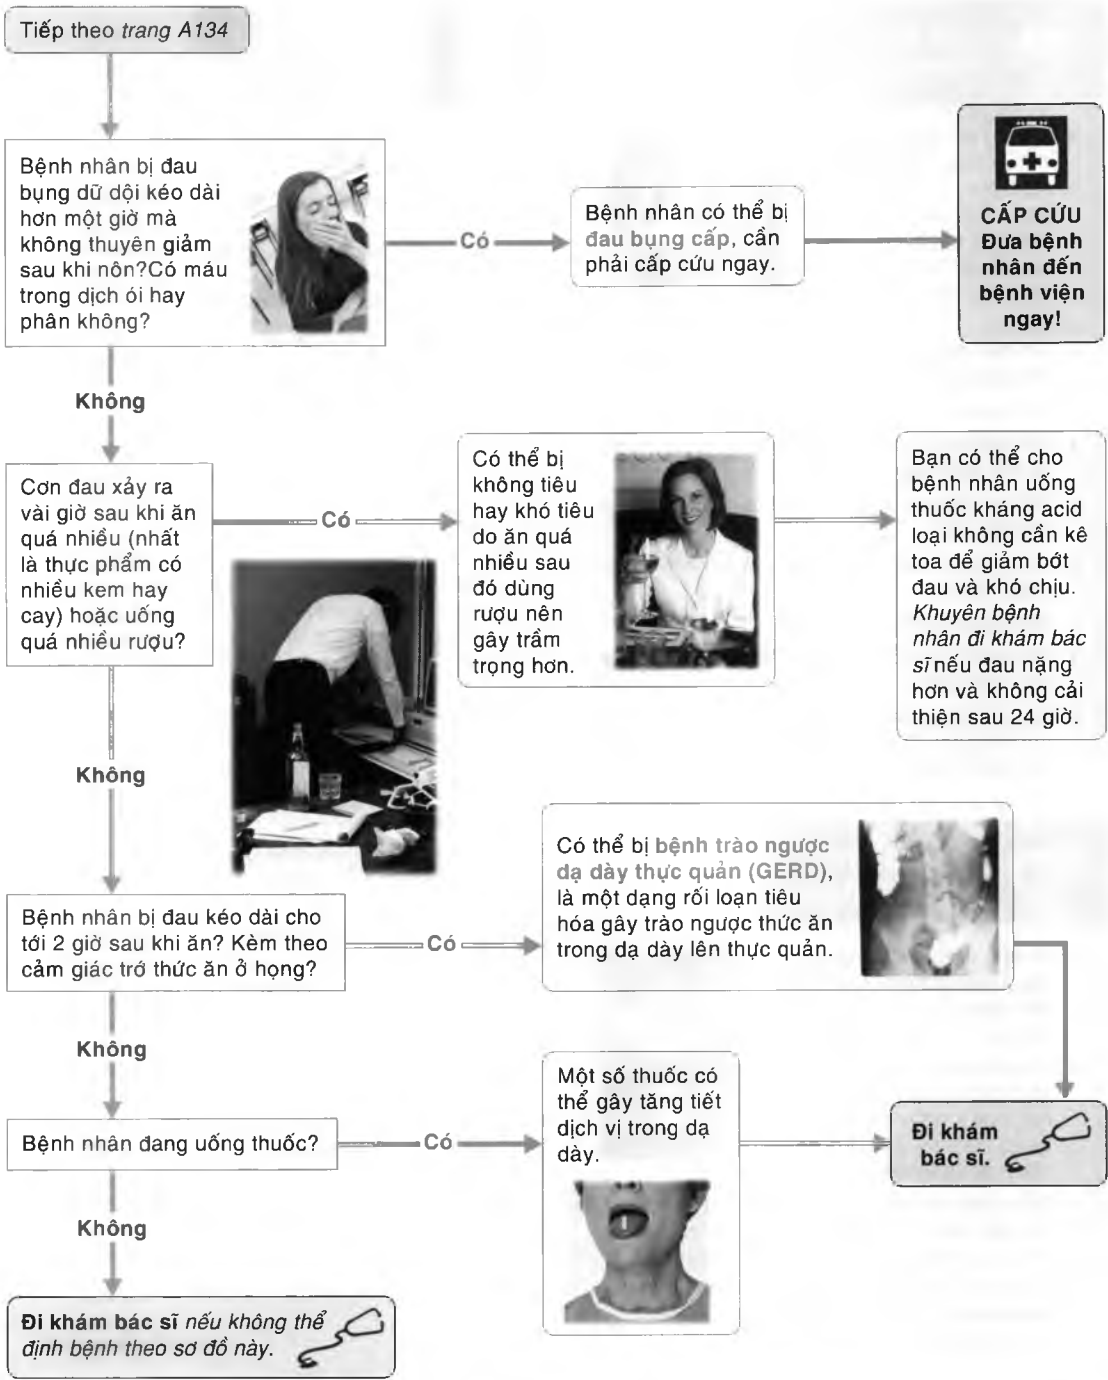 Tiếp theo trang A134
Bệnh nhân bị đau
bụng dữ dội kéo dài
hơn một giờ mà
không thuyên giảm
sau khi nôn?Có máu
trong dịch ói hay
phân không?
Có
Bệnh nhân có thể bị
đau bụng cấp, cần
phải cấp cứu ngay.
CẤP CỨU
Đưa bệnh
nhân đến
bệnh viện
ngay!
Không
Cơn đau xảy ra
vài giờ sau khi ăn
quá nhiều (nhất
là thực phẩm có
nhiều kem hay
cay) hoặc uống
quá nhiều rượu?
Có
Có thể bị
không tiêu
hay khó tiêu
do ăn quá
nhiều sau
đó dùng
rượu nên
gây trầm
trọng hơn.
Bạn có thể cho
bệnh nhân uống
thuốc kháng acid
loại không cần kê
toa để giảm bớt
đau và khó chịu.
Khuyên bệnh
nhân đi khám bác
sĩ nếu đau nặng
hơn và không cải
thiện sau 24 giờ.
Không
Bệnh nhân bị đau kéo dài cho
tới 2 giờ sau khi ăn? Kèm theo
cảm giác trớ thức ăn ở họng?
Có
Có thể bị bệnh trào ngược
dạ dày thực quản (GERD),
là một dạng rối loạn tiêu
hóa gây trào ngược thức ăn
trong dạ dày lên thực quản.
Không
Bệnh nhân đang uống thuốc?
Có
Một số thuốc có
thể gây tăng tiết
dịch vị trong dạ
dày.
Đi khám
bác sĩ.
Không
Đi khám bác sĩ nếu không thể
định bệnh theo sơ đồ này.